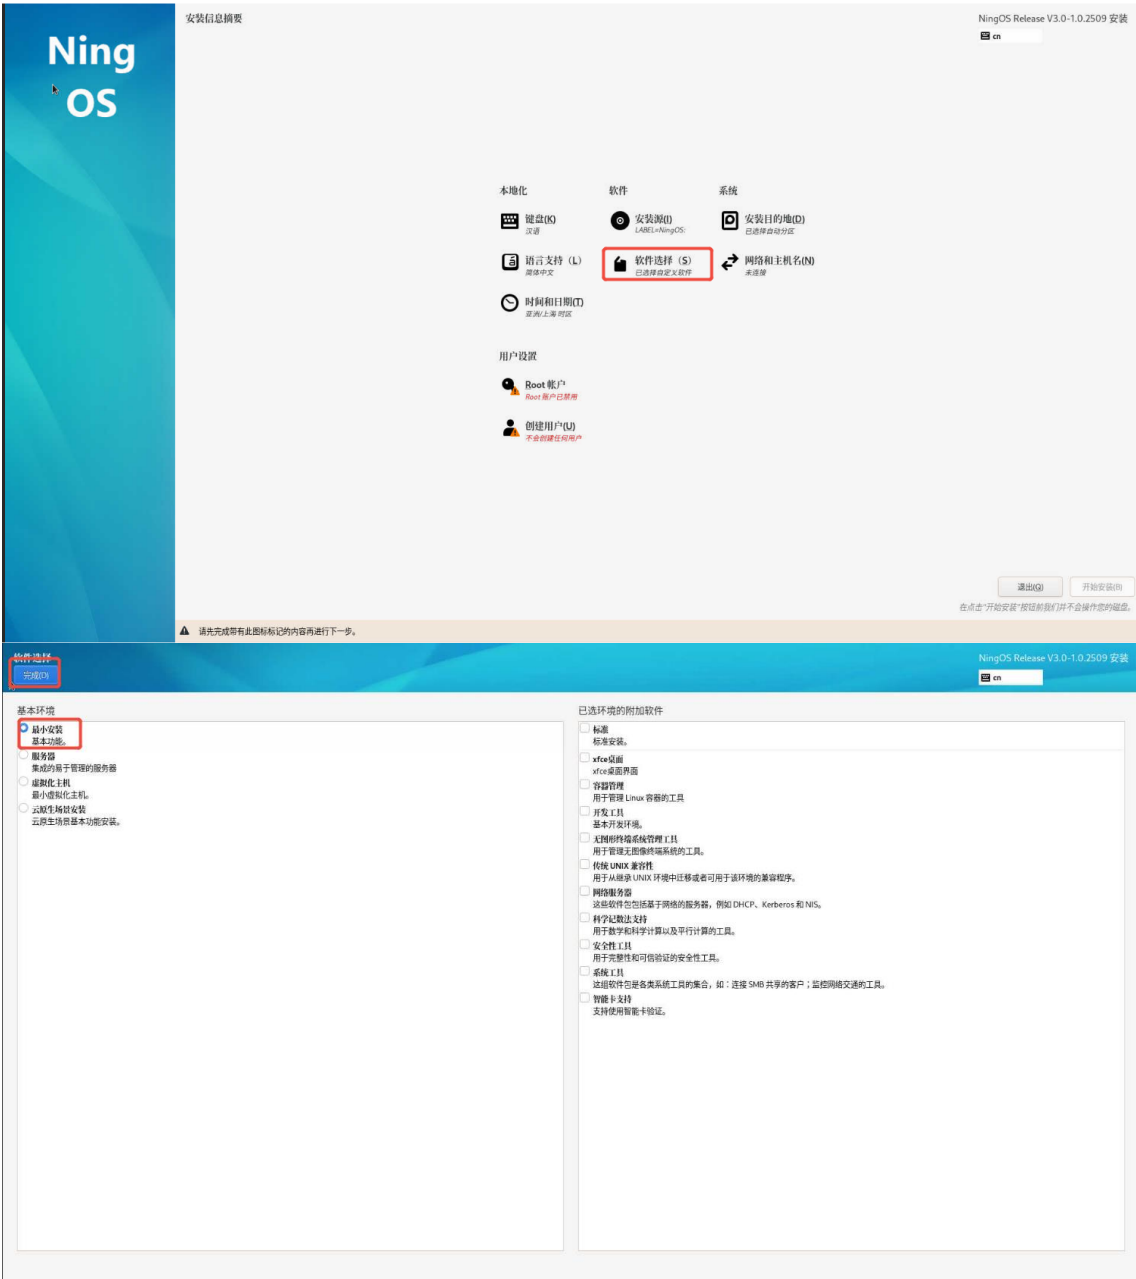 Ning
OS
安装信息摘要
NingOS Release V3.0-1.0.2509 安装
cn
本地化
软件
系统
键盘(K)
汉语
安装源(I)
LABEL=NingOS:
安装目的地(D)
已选择自动分区
语言支持（L）
简体中文
软件选择（S）
已选择自定义软件
网络和主机名(N)
未连接
时间和日期(T)
亚洲/上海 时区
用户设置
Root 帐户
Root 账户已禁用
创建用户(U)
不会创建任何用户
退出(Q)
开始安装(B)
在点击"开始安装"按钮前我们并不会操作您的磁盘。
请先完成带有此图标标记的内容再进行下一步。
软件选择
NingOS Release V3.0-1.0.2509 安装
完成(D)
cn
基本环境
最小安装
基本功能。
服务器
集成的易于管理的服务器
虚拟化主机
最小虚拟化主机。
云原生场景安装
云原生场景基本功能安装。
已选环境的附加软件
标准
标准安装。
xfce桌面
xfce桌面界面
容器管理
用于管理 Linux 容器的工具
开发工具
基本开发环境。
无图形终端系统管理工具
用于管理无图像终端系统的工具。
传统 UNIX 兼容性
用于从继承 UNIX 环境中迁移或者可用于该环境的兼容程序。
网络服务器
这些软件包包括基于网络的服务器，例如 DHCP、Kerberos 和 NIS。
科学记数法支持
用于数学和科学计算以及平行计算的工具。
安全性工具
用于完整性和可信验证的安全性工具。
系统工具
这组软件包是各类系统工具的集合，如：连接 SMB 共享的客户；监控网络交通的工具。
智能卡支持
支持使用智能卡验证。